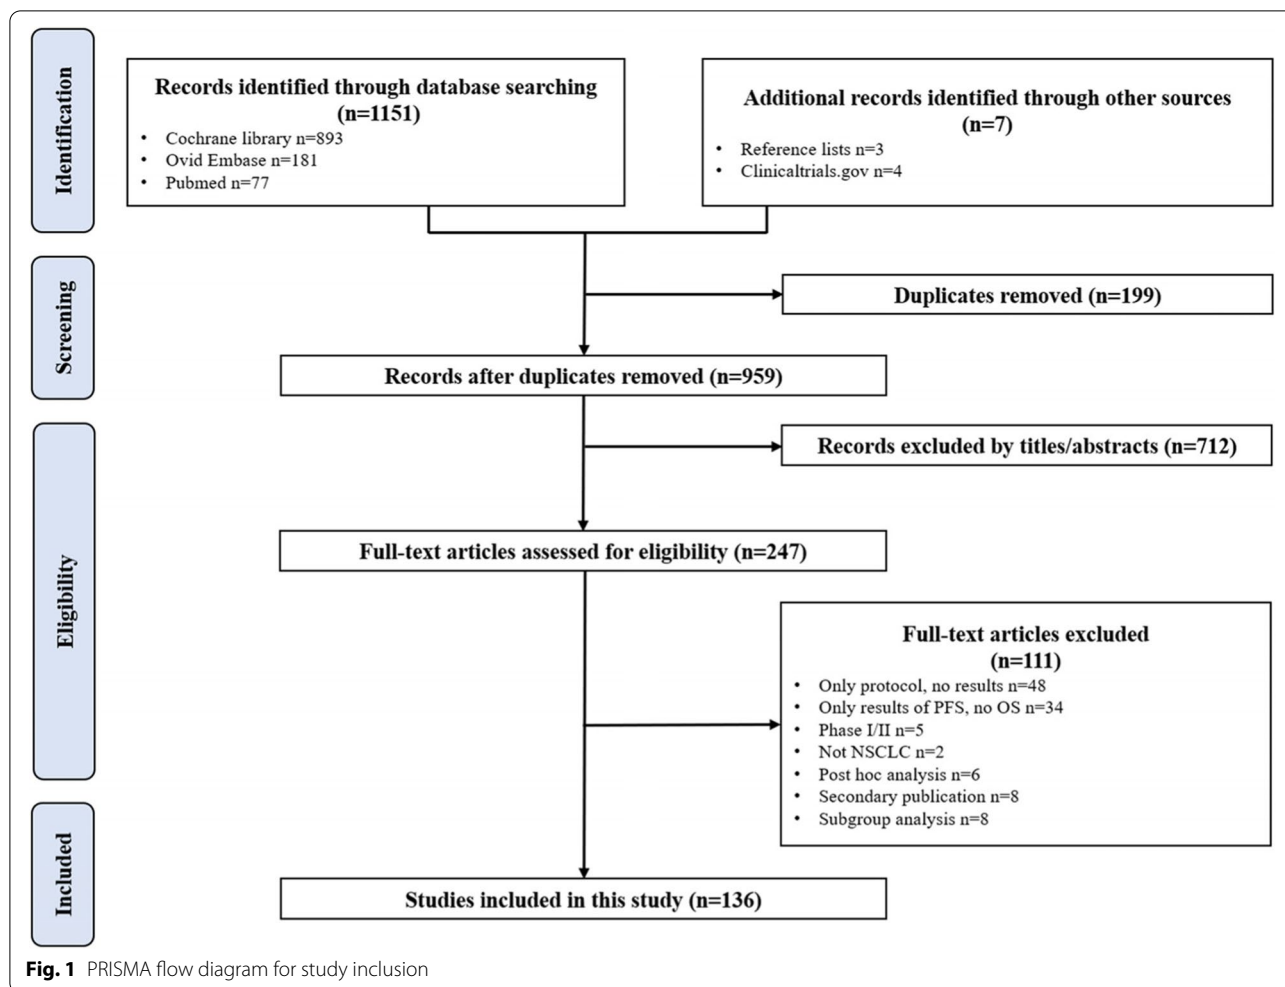 Identification
Records identified through database searching
(n=1151)
• Cochrane library n=893
• Ovid Embase n=181
• Pubmed n=77
Additional records identified through other sources
(n=7)
• Reference lists n=3
• Clinicaltrials.gov n=4
Screening
Duplicates removed (n=199)
Records after duplicates removed (n=959)
Eligibility
Records excluded by titles/abstracts (n=712)
Full-text articles assessed for eligibility (n=247)
Full-text articles excluded
(n=111)
• Only protocol, no results n=48
• Only results of PFS, no OS n=34
• Phase I/II n=5
• Not NSCLC n=2
• Post hoc analysis n=6
• Secondary publication n=8
• Subgroup analysis n=8
Included
Studies included in this study (n=136)
Fig. 1 PRISMA flow diagram for study inclusion